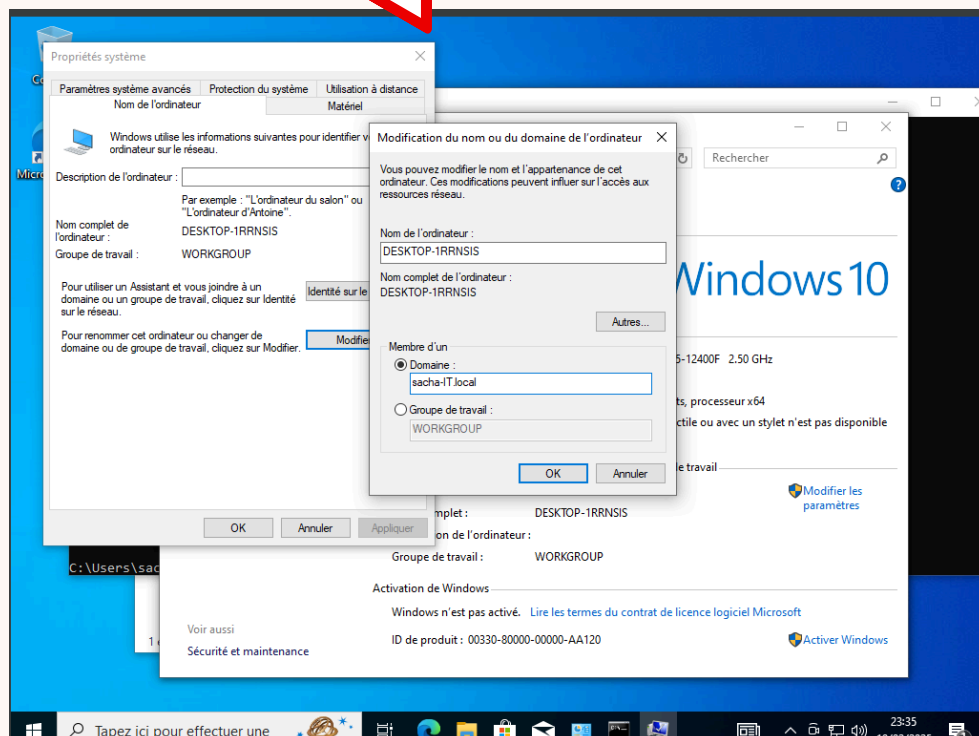 Propriétés système
Paramètres système avancés
Protection du système
Utilisation à distance
Nom de l'ordinateur
Matériel
Windows utilise les informations suivantes pour identifier
ordinateur sur le réseau.
Description de l'ordinateur :
Par exemple : "L'ordinateur du salon" ou
"L'ordinateur d'Antoine".
Nom complet de
l'ordinateur :
DESKTOP-1RRNSIS
Groupe de travail :
WORKGROUP
Pour utiliser un Assistant et vous joindre à un
domaine ou un groupe de travail, cliquez sur Identité
sur le réseau.
Identité sur le
Pour renommer cet ordinateur ou changer de
domaine ou de groupe de travail, cliquez sur Modifier.
Modifie
OK
Annuler
Appliquer
Modification du nom ou du domaine de l'ordinateur
Vous pouvez modifier le nom et l'appartenance de cet
ordinateur. Ces modifications peuvent influer sur l'accès aux
ressources réseau.
Nom de l'ordinateur :
DESKTOP-1RRNSIS
Nom complet de l'ordinateur :
DESKTOP-1RRNSIS
Autres...
Membre d'un
Domaine :
sacha-IT.local
Groupe de travail :
WORKGROUP
OK
Annuler
Rechercher
Windows 10
5-12400F 2.50 GHz
ts, processeur x64
ctile ou avec un stylet n'est pas disponible
le travail
Modifier les
paramètres
mplet :
DESKTOP-1RRNSIS
on de l'ordinateur :
Groupe de travail :
WORKGROUP
Activation de Windows
Windows n'est pas activé. Lire les termes du contrat de licence logiciel Microsoft
ID de produit : 00330-80000-00000-AA120
Activer Windows
Voir aussi
Sécurité et maintenance
C:\Users\sac
Tapez ici pour effectuer une
23:35